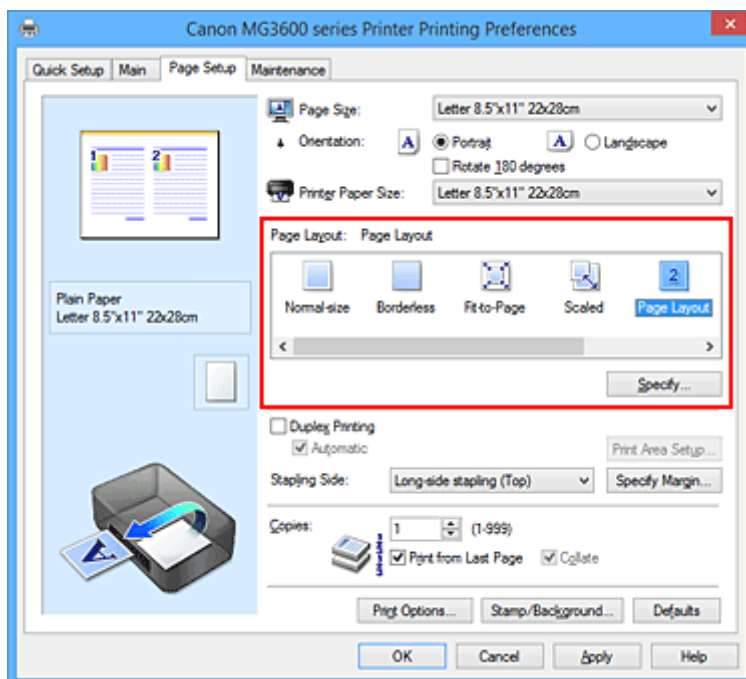 Canon MG3600 series Printer Printing Preferences
Quick Setup Main Page Setup Maintenance
Page Size: Letter 8.5"x11" 22x28cm
Orientation: A Portrait A Landscape
Rotate 180 degrees
Printer Paper Size: Letter 8.5"x11" 22x28cm
1 2
Page Layout: Page Layout
2
Normal-size Borderless Fit-to-Page Scaled Page Layout
Specify...
Plain Paper
Letter 8.5"x11" 22x28cm
Duplex Printing
Automatic
Print Area Setup...
Stapling Side: Long-side stapling (Top) Specify Margin...
Copies: 1 (1-999)
Print from Last Page Collate
A
Print Options... Stamp/Background... Defaults
OK Cancel Apply Help